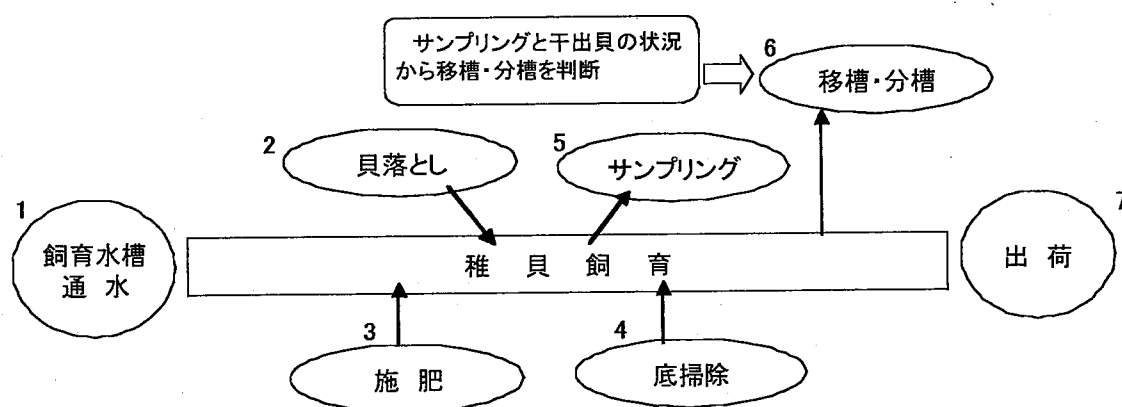 サンプリングと干出貝の状況
から移槽・分槽を判断
6
移槽・分槽
2
貝落とし
5
サンプリング
1
飼育水槽
通 水
稚 貝 飼 育
7
出 荷
3
施 肥
4
底掃除